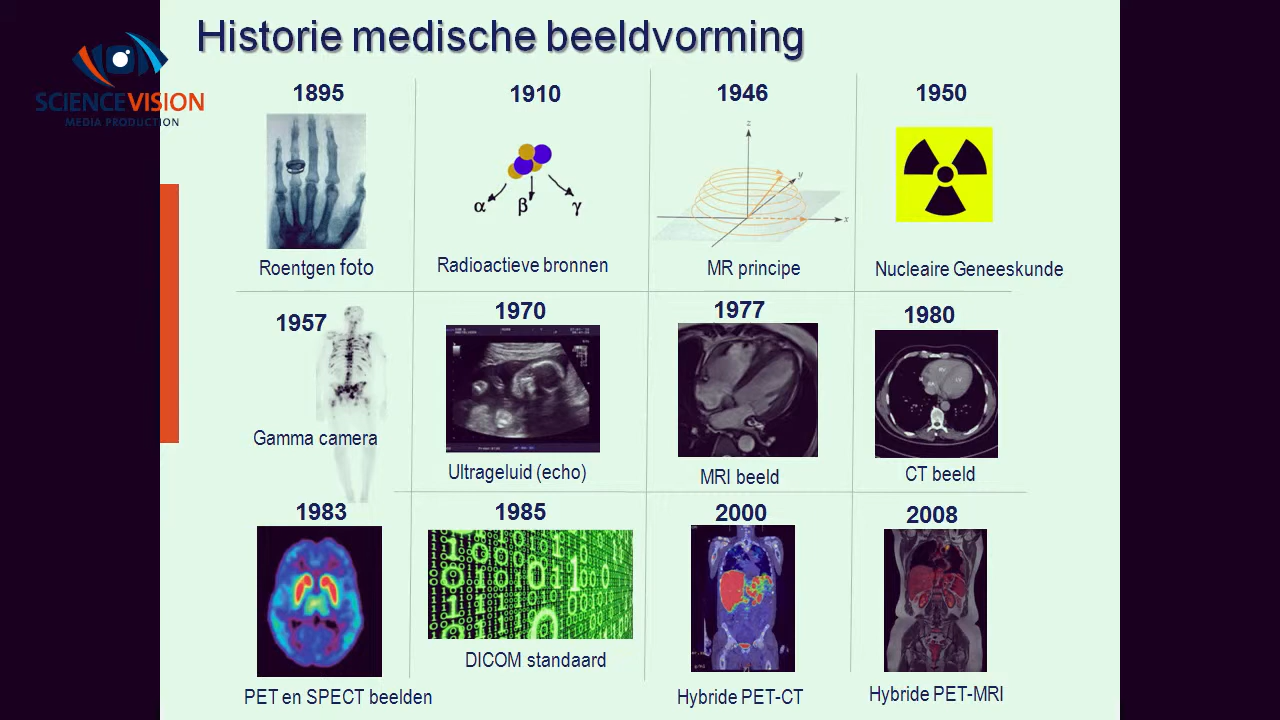 Historie medische beeldvorming
SCIENCEVISION
MEDIA PRODUCTION
1895
1910
1946
1950
α β γ
z
y
x
Roentgen foto
Radioactieve bronnen
MR principe
Nucleaire Geneeskunde
1957
1970
1977
1980
Gamma camera
Ultrageluid (echo)
MRI beeld
CT beeld
1983
1985
2000
2008
PET en SPECT beelden
DICOM standaard
Hybride PET-CT
Hybride PET-MRI